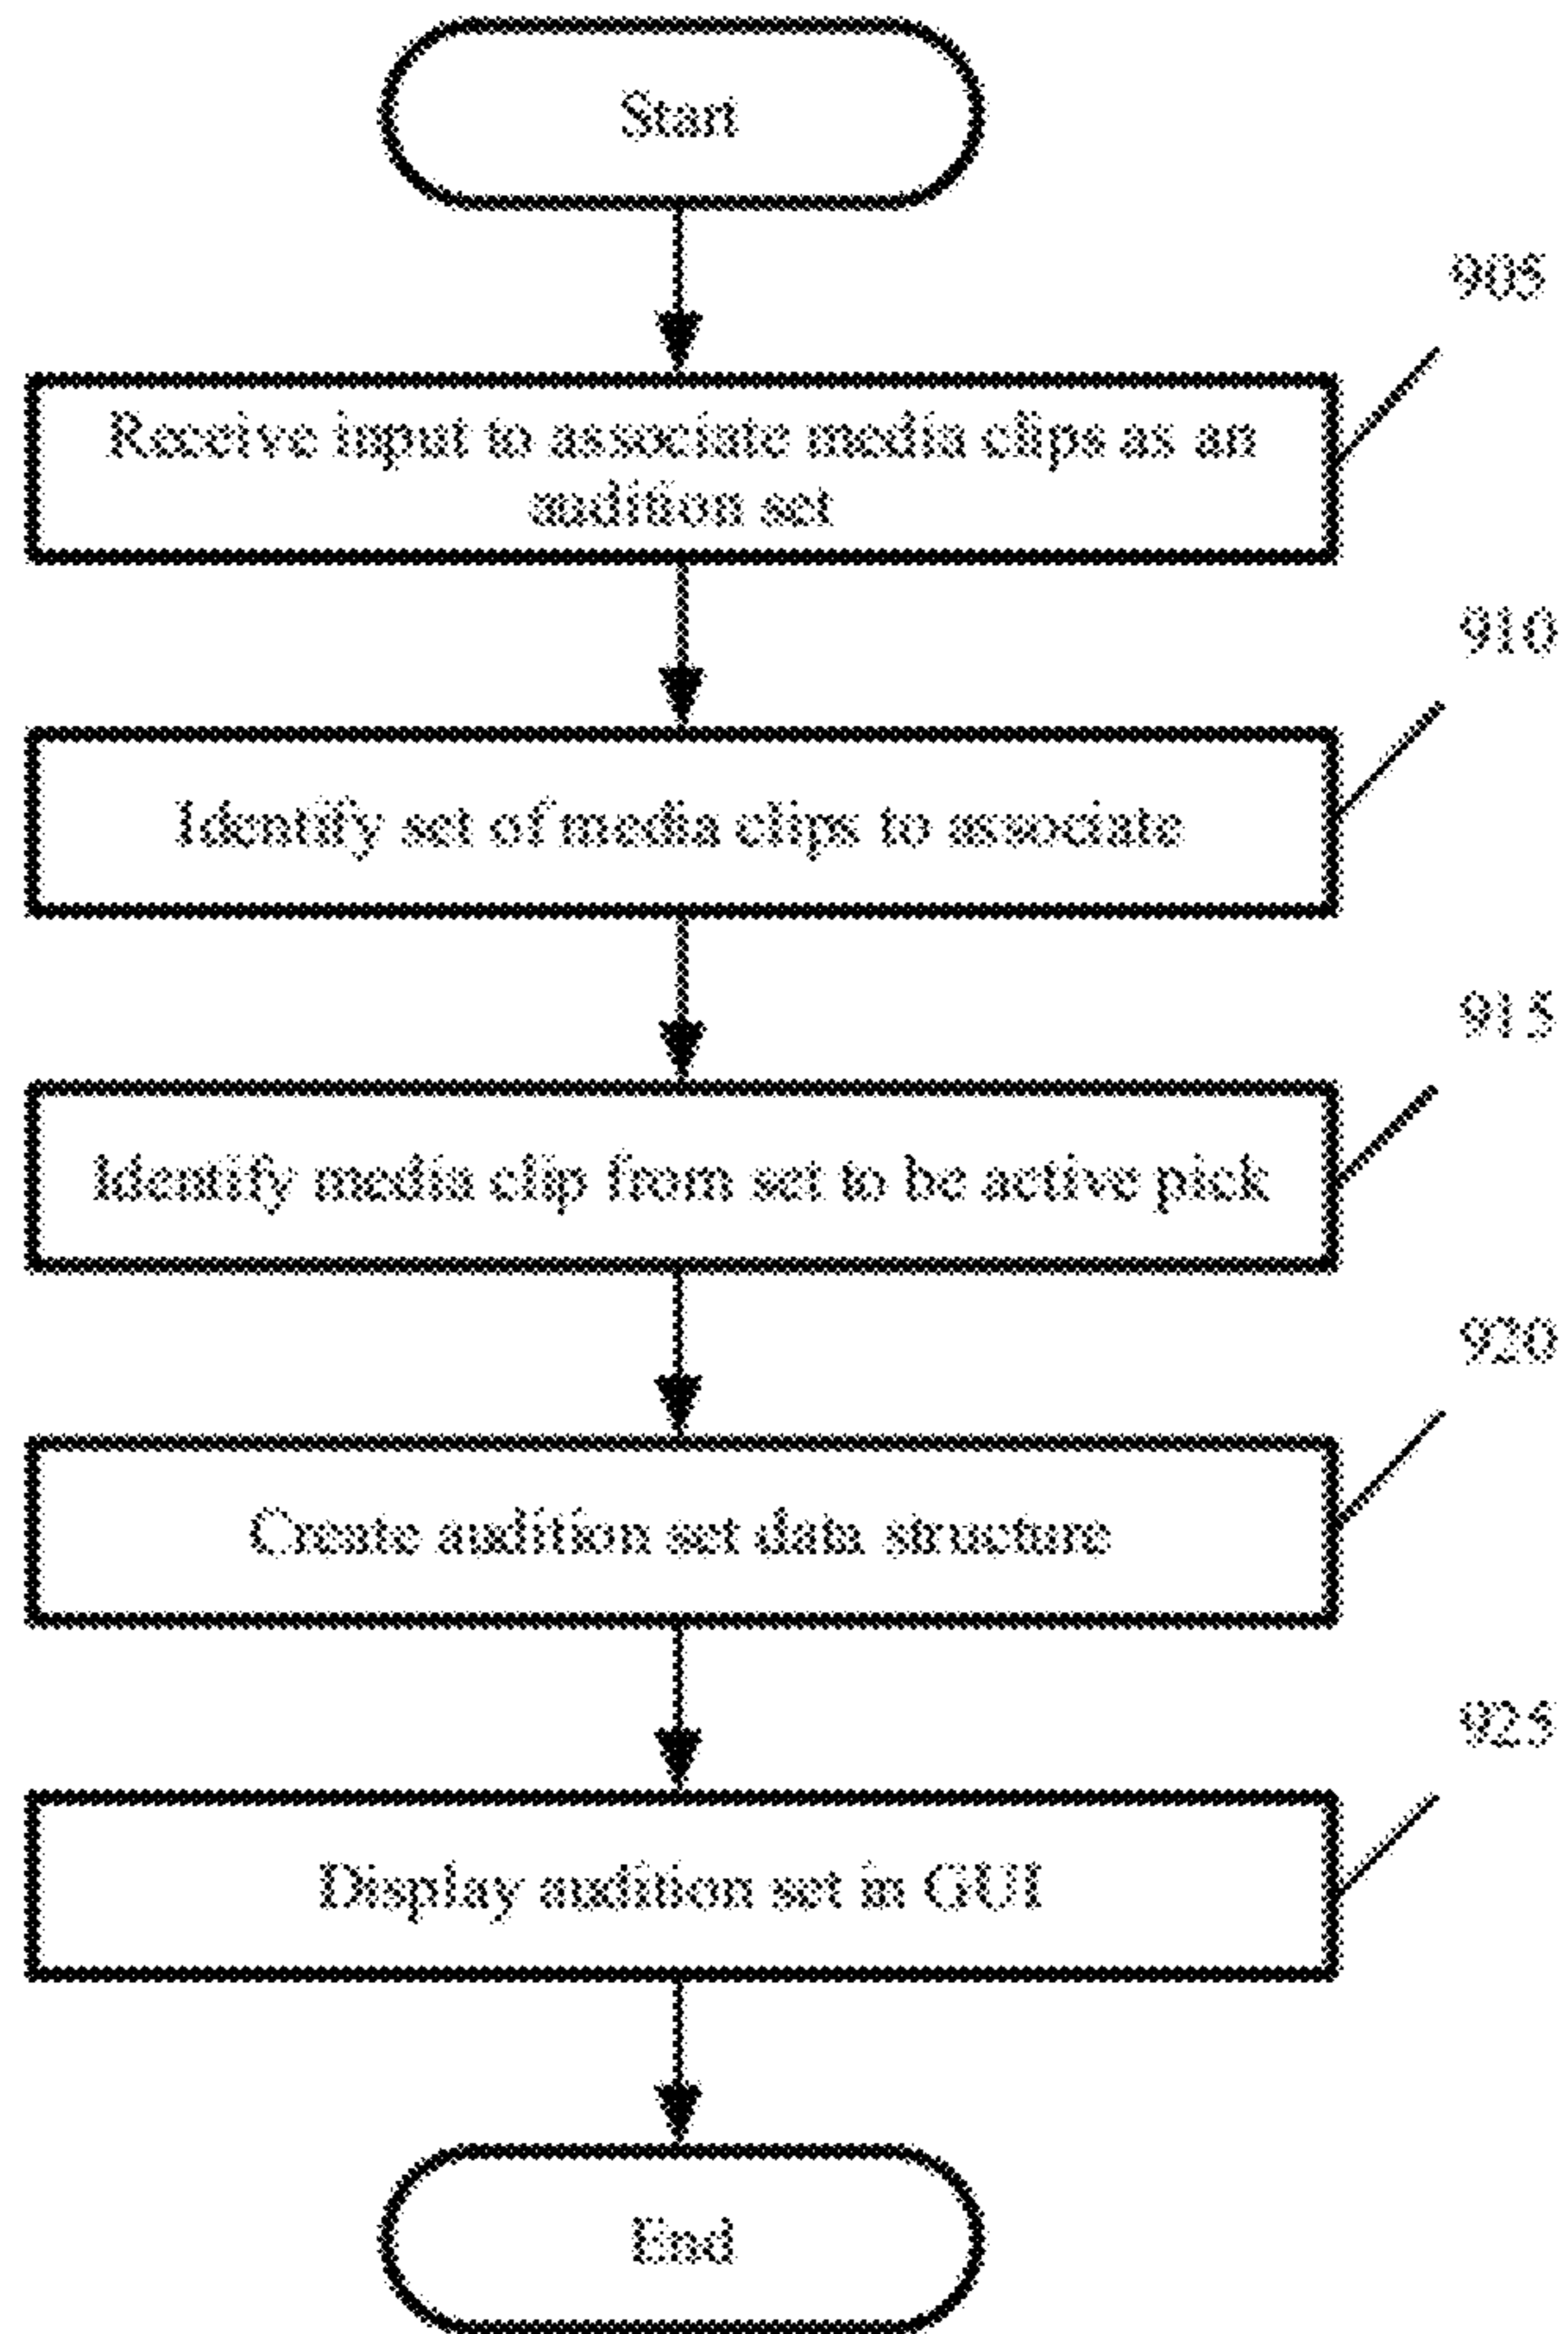 Start
905
Receive input to associate media clips as an
audition set
910
Identify set of media clips to associate
915
Identify media clip from set to be active pick
920
Create audition set data structure
925
Display audition set in GUI
End